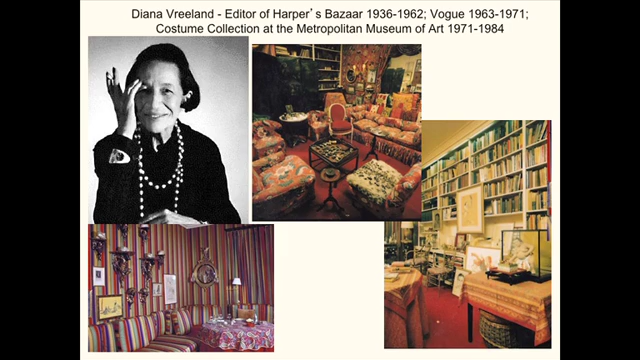 Diana Vreeland - Editor of Harper's Bazaar 1936-1962; Vogue 1963-1971;
Costume Collection at the Metropolitan Museum of Art 1971-1984